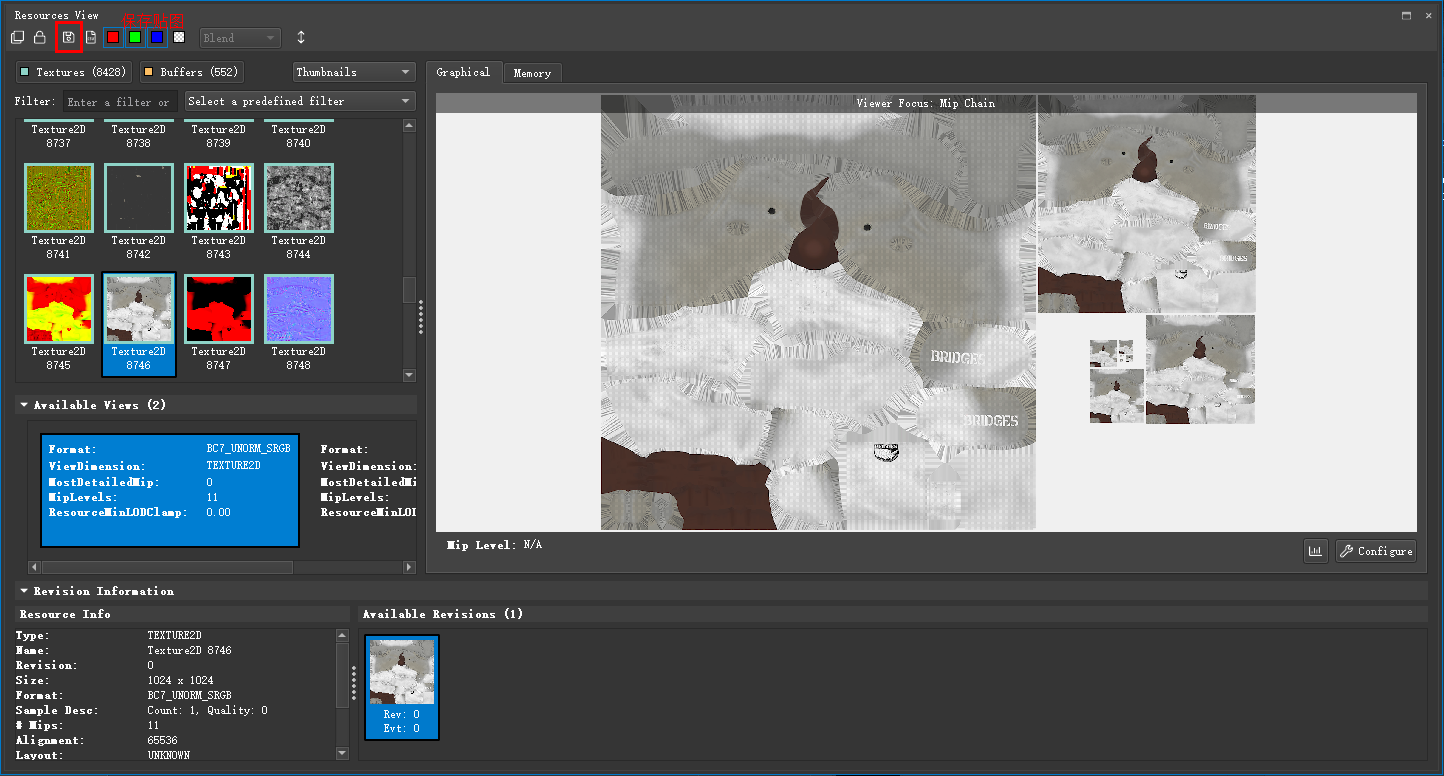 Resources View
保存贴图
Blend
Textures (8428)
Buffers (552)
Thumbnails
Filter:
Enter a filter or
Select a predefined filter
Texture2D
8737
Texture2D
8738
Texture2D
8739
Texture2D
8740
Texture2D
8741
Texture2D
8742
Texture2D
8743
Texture2D
8744
Texture2D
8745
Texture2D
8746
Texture2D
8747
Texture2D
8748
Available Views (2)
Format: BC7_UNORM_SRGB
ViewDimension: TEXTURE2D
MostDetailedMip: 0
MipLevels: 11
ResourceMinLODClamp: 0.00
Format:
ViewDimension:
MostDetailedMi
MipLevels:
ResourceMinLOD
Graphical
Memory
Viewer Focus: Mip Chain
BRIDGES
BRIDGES
BRIDGES
BRIDGES
Mip Level: N/A
Configure
Revision Information
Resource Info
Type: TEXTURE2D
Name: Texture2D 8746
Revision: 0
Size: 1024 x 1024
Format: BC7_UNORM_SRGB
Sample Desc: Count: 1, Quality: 0
# Mips: 11
Alignment: 65536
Layout: UNKNOWN
Available Revisions (1)
Rev: 0
Evt: 0